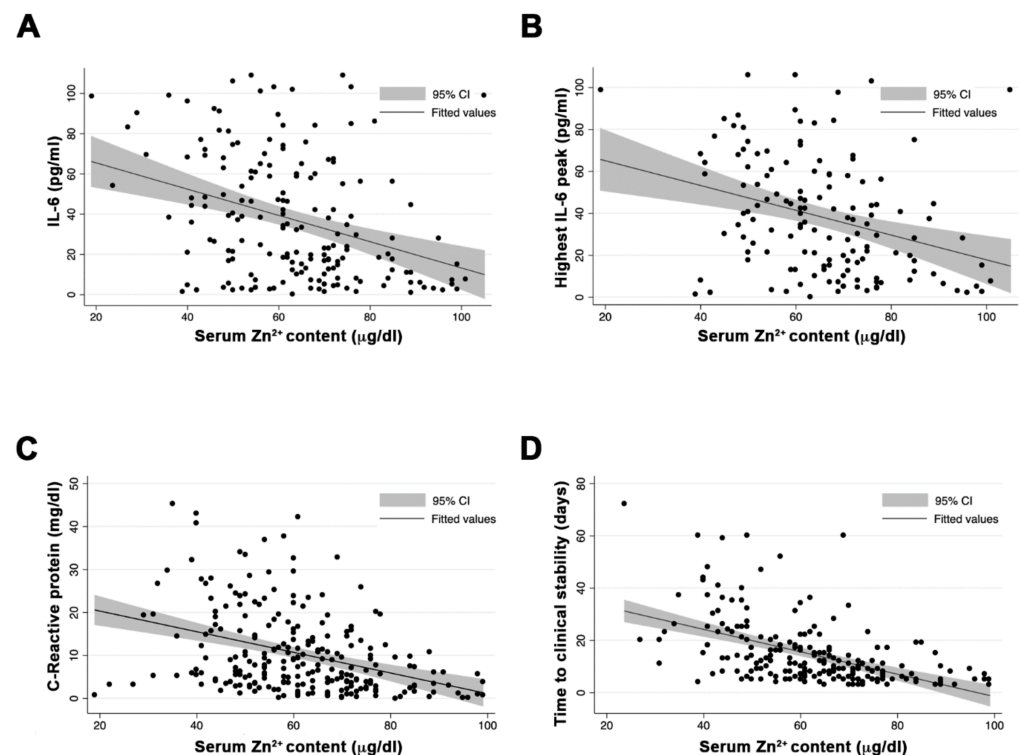 A
IL-6 (pg/ml)
100
80
60
40
20
0
95% CI
Fitted values
20 40 60 80 100
Serum Zn²⁺ content (µg/dl)
B
Highest IL-6 peak (pg/ml)
100
80
60
40
20
0
95% CI
Fitted values
20 40 60 80 100
Serum Zn²⁺ content (µg/dl)
C
C-Reactive protein (mg/dl)
50
40
30
20
10
0
95% CI
Fitted values
20 40 60 80 100
Serum Zn²⁺ content (µg/dl)
D
Time to clinical stability (days)
80
60
40
20
0
95% CI
Fitted values
20 40 60 80 100
Serum Zn²⁺ content (µg/dl)